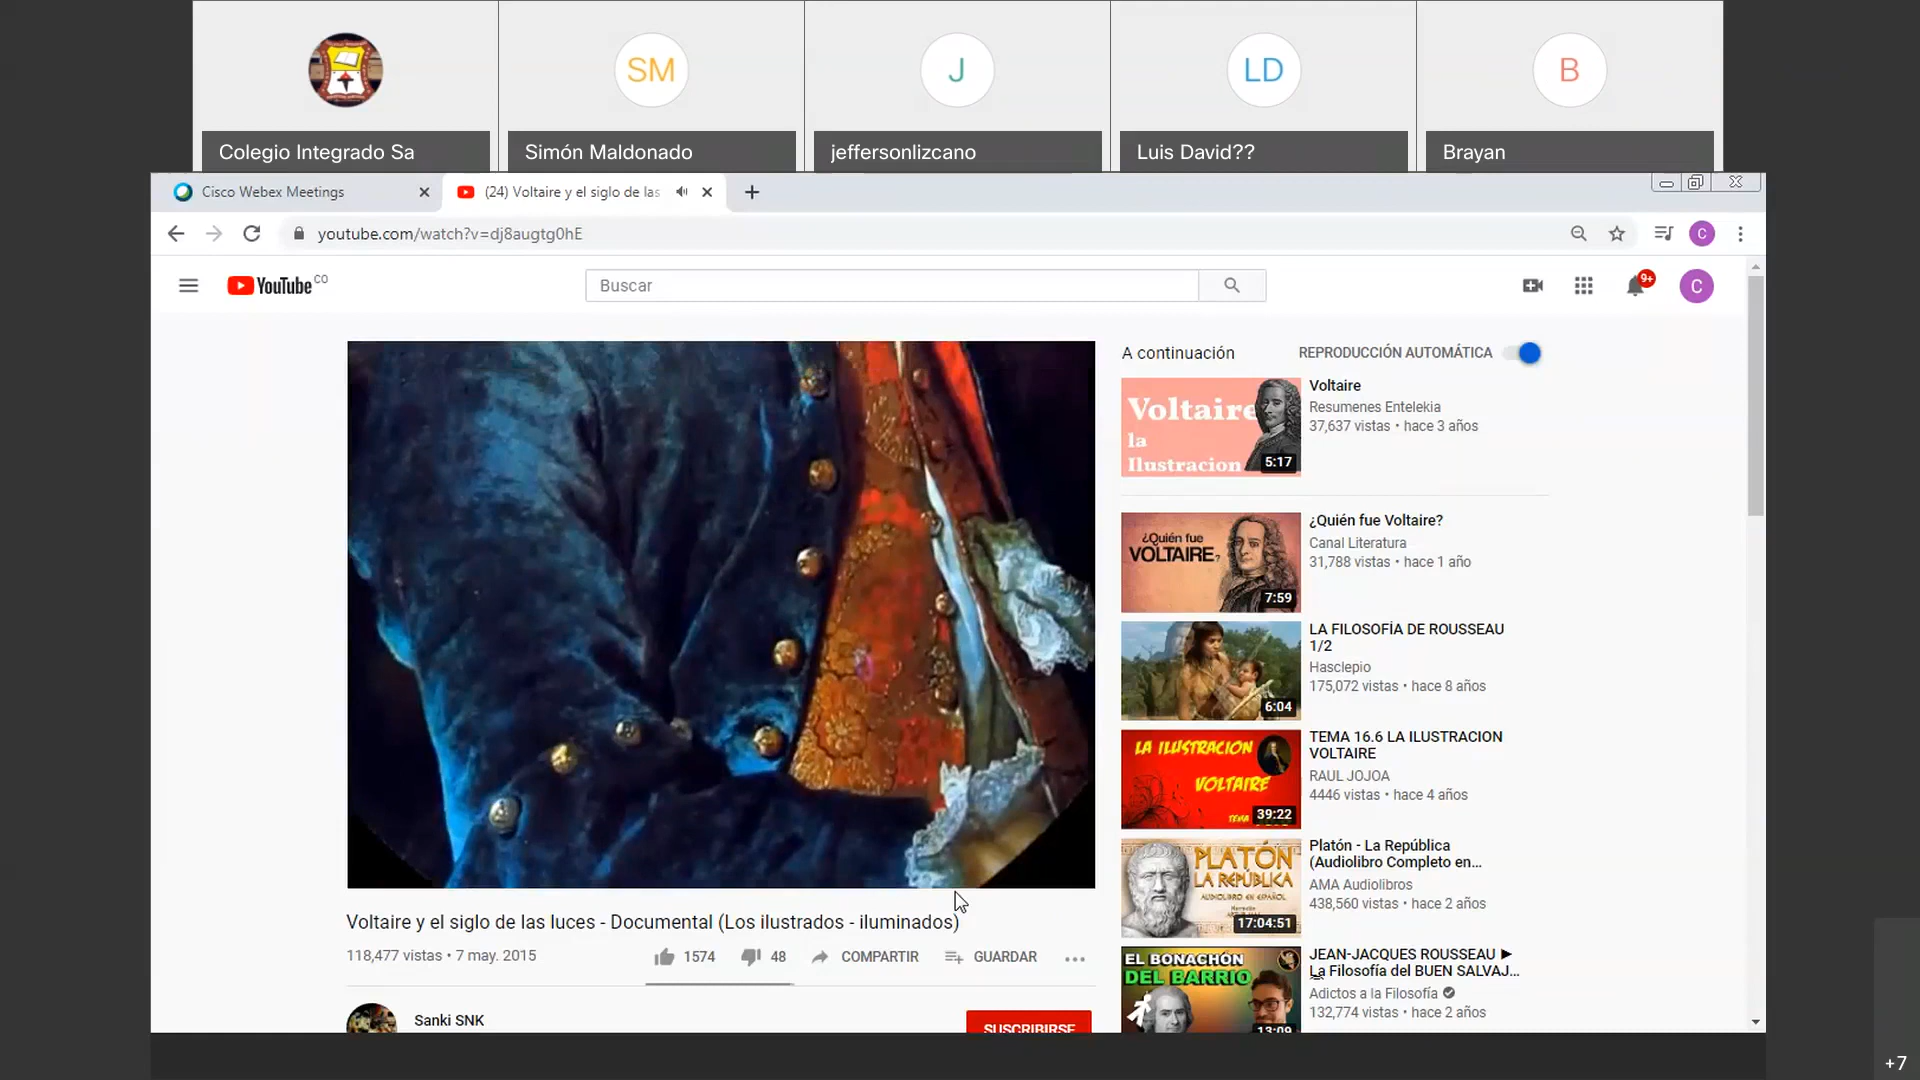 SM
J
LD
B
Colegio Integrado Sa
Simón Maldonado
jeffersonlizcano
Luis David??
Brayan
Cisco Webex Meetings
(24) Voltaire y el siglo de las
youtube.com/watch?v=dj8augtg0hE
C
YouTube CO
Buscar
9+
C
A continuación
REPRODUCCIÓN AUTOMÁTICA
Voltaire
la
Ilustracion
5:17
Voltaire
Resumenes Entelekia
37,637 vistas • hace 3 años
¿Quién fue
VOLTAIRE?
7:59
¿Quién fue Voltaire?
Canal Literatura
31,788 vistas • hace 1 año
6:04
LA FILOSOFÍA DE ROUSSEAU
1/2
Hasclepio
175,072 vistas • hace 8 años
LA ILUSTRACION
VOLTAIRE
TEMA
39:22
TEMA 16.6 LA ILUSTRACION
VOLTAIRE
RAUL JOJOA
4446 vistas • hace 4 años
PLATÓN
LA REPÚBLICA
AUDIOLIBRO EN ESPAÑOL
17:04:51
Platón - La República
(Audiolibro Completo en...
AMA Audiolibros
438,560 vistas • hace 2 años
EL BONACHÓN
DEL BARRIO
13:09
JEAN-JACQUES ROUSSEAU ►
La Filosofía del BUEN SALVAJ...
Adictos a la Filosofía
132,774 vistas • hace 2 años
Voltaire y el siglo de las luces - Documental (Los ilustrados - iluminados)
118,477 vistas • 7 may. 2015
1574
48
COMPARTIR
GUARDAR
Sanki SNK
SUSCRIBIRSE
+7